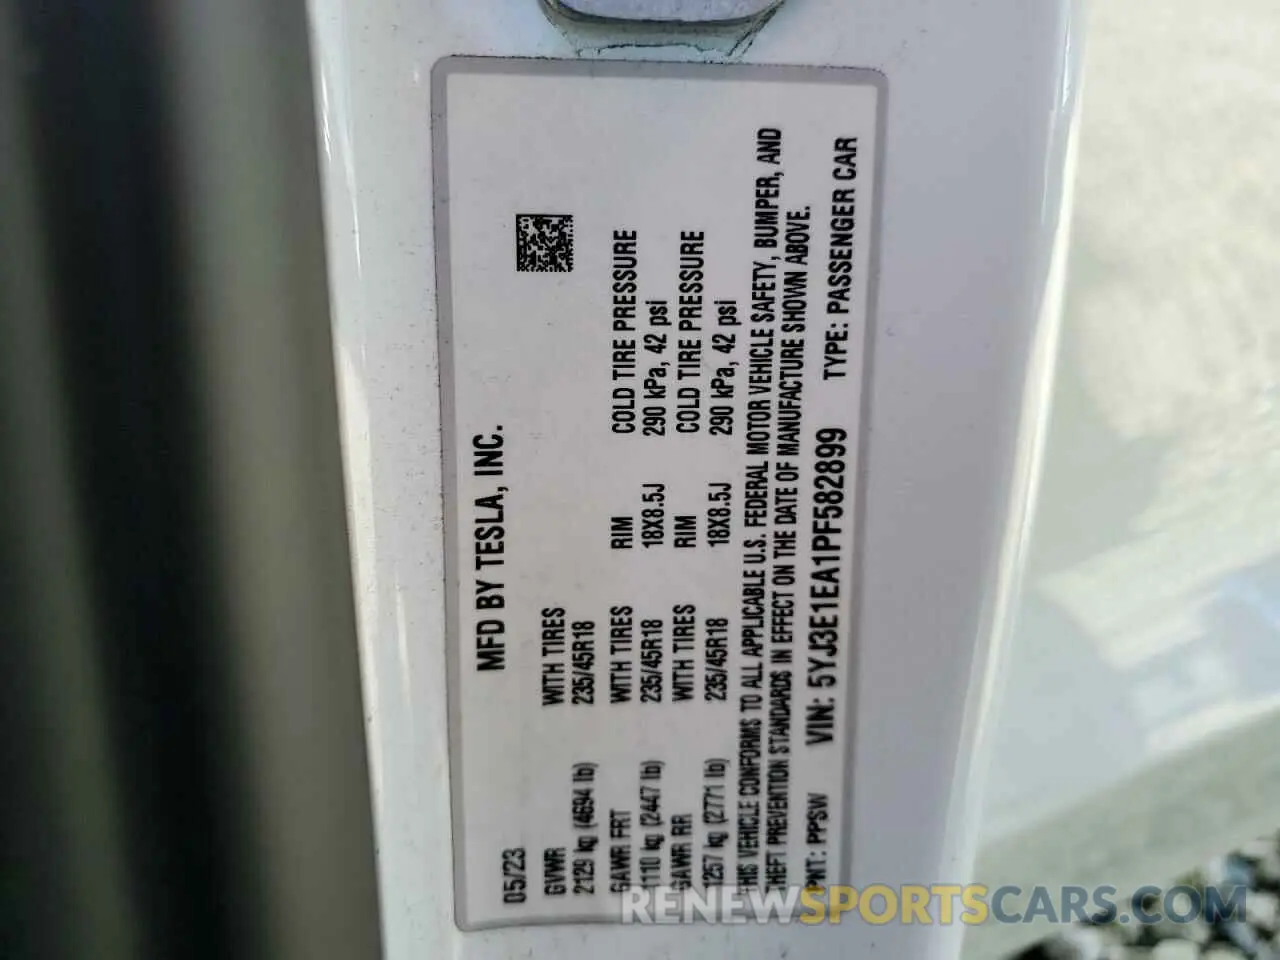 MFD BY TESLA, INC.
05/23
GVWR WITH TIRES
2129 kg (4694 lb) 235/45R18
GAWR FRT WITH TIRES RIM COLD TIRE PRESSURE
1110 kg (2447 lb) 235/45R18 18X8.5J 290 kPa, 42 psi
GAWR RR WITH TIRES RIM COLD TIRE PRESSURE
1257 kg (2771 lb) 235/45R18 18X8.5J 290 kPa, 42 psi
THIS VEHICLE CONFORMS TO ALL APPLICABLE U.S. FEDERAL MOTOR VEHICLE SAFETY, BUMPER, AND
THEFT PREVENTION STANDARDS IN EFFECT ON THE DATE OF MANUFACTURE SHOWN ABOVE.
PNT: PPSW VIN: 5YJ3E1EA1PF582899 TYPE: PASSENGER CAR
RENEWSPORTSCARS.COM